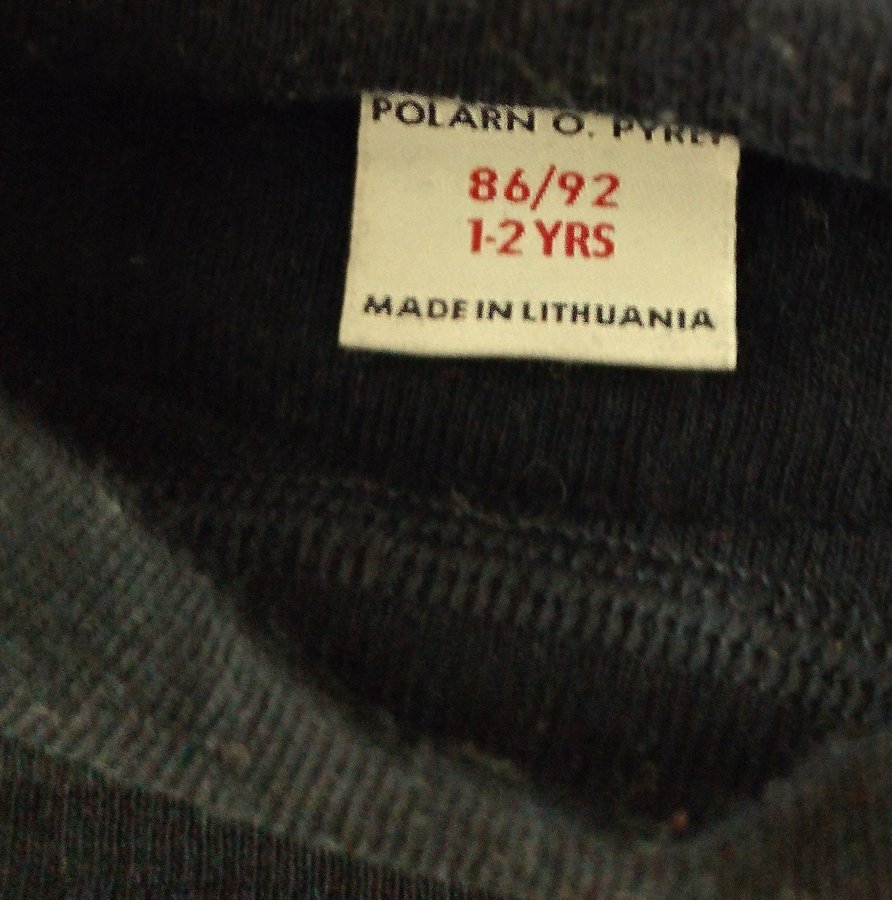 POLARN O. PYRET
86/92
1-2 YRS
MADE IN LITHUANIA